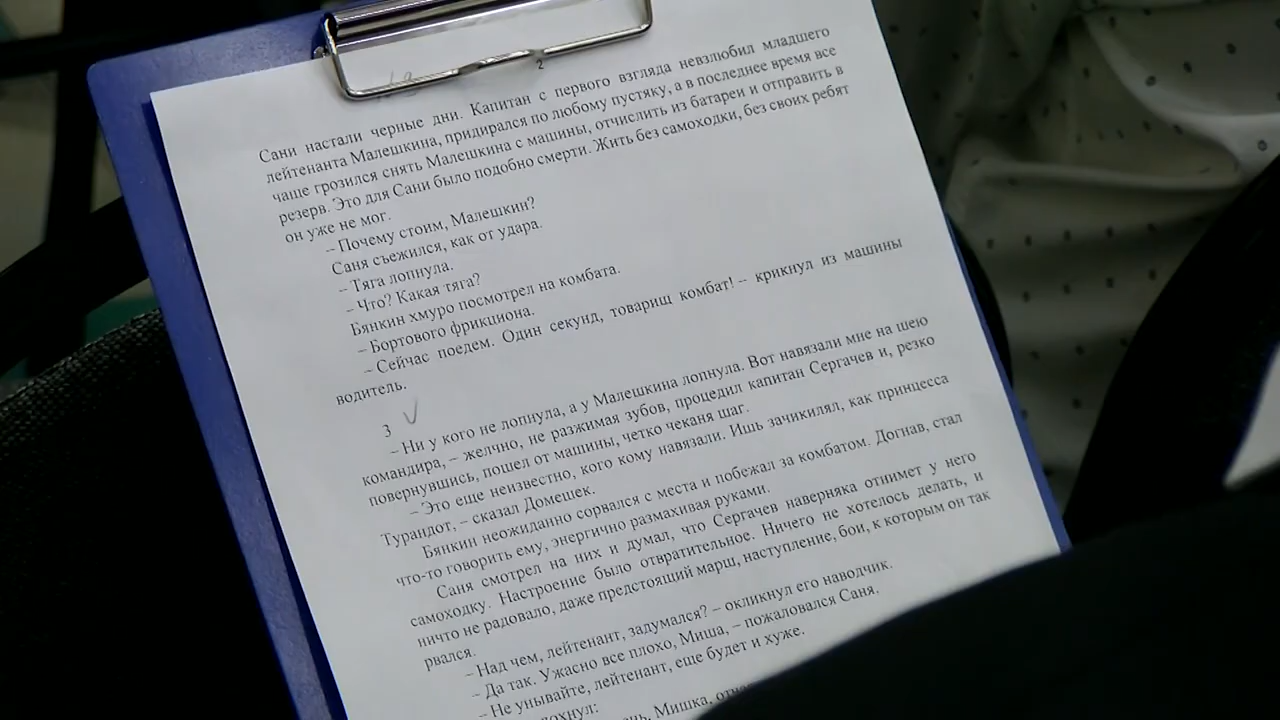 2
Сани настали черные дни. Капитан с первого взгляда невзлюбил младшего
лейтенанта Малешкина, придирался по любому пустяку, а в последнее время все
чаще грозился снять Малешкина с машины, отчислить из батареи и отправить в
резерв. Это для Сани было подобно смерти. Жить без самоходки, без своих ребят
он уже не мог.
– Почему стоим, Малешкин?
Саня съежился, как от удара.
– Тяга лопнула.
– Что? Какая тяга?
Бянкин хмуро посмотрел на комбата.
– Бортового фрикциона.
– Сейчас поедем. Один секунд, товарищ комбат! – крикнул из машины
водитель.
3
– Ни у кого не лопнула, а у Малешкина лопнула. Вот навязали мне на шею
командира, – желчно, не разжимая зубов, процедил капитан Сергачев и, резко
повернувшись, пошел от машины, четко чеканя шаг.
– Это еще неизвестно, кого кому навязали. Ишь зачикилял, как принцесса
Турандот, – сказал Домешек.
Бянкин неожиданно сорвался с места и побежал за комбатом. Догнав, стал
что-то говорить ему, энергично размахивая руками.
Саня смотрел на них и думал, что Сергачев наверняка отнимет у него
самоходку. Настроение было отвратительное. Ничего не хотелось делать, и
ничто не радовало, даже предстоящий марш, наступление, бои, к которым он так
рвался.
– Над чем, лейтенант, задумался? – окликнул его наводчик.
– Да так. Ужасно все плохо, Миша, – пожаловался Саня.
– Не унывайте, лейтенант, еще будет и хуже.
Мишка,